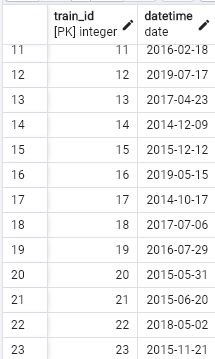 train_id datetime
[PK] integer date
11 11 2016-02-18
12 12 2019-07-17
13 13 2017-04-23
14 14 2014-12-09
15 15 2015-12-12
16 16 2019-05-15
17 17 2014-10-17
18 18 2017-07-06
19 19 2016-07-29
20 20 2015-05-31
21 21 2015-06-20
22 22 2018-05-02
23 23 2015-11-21